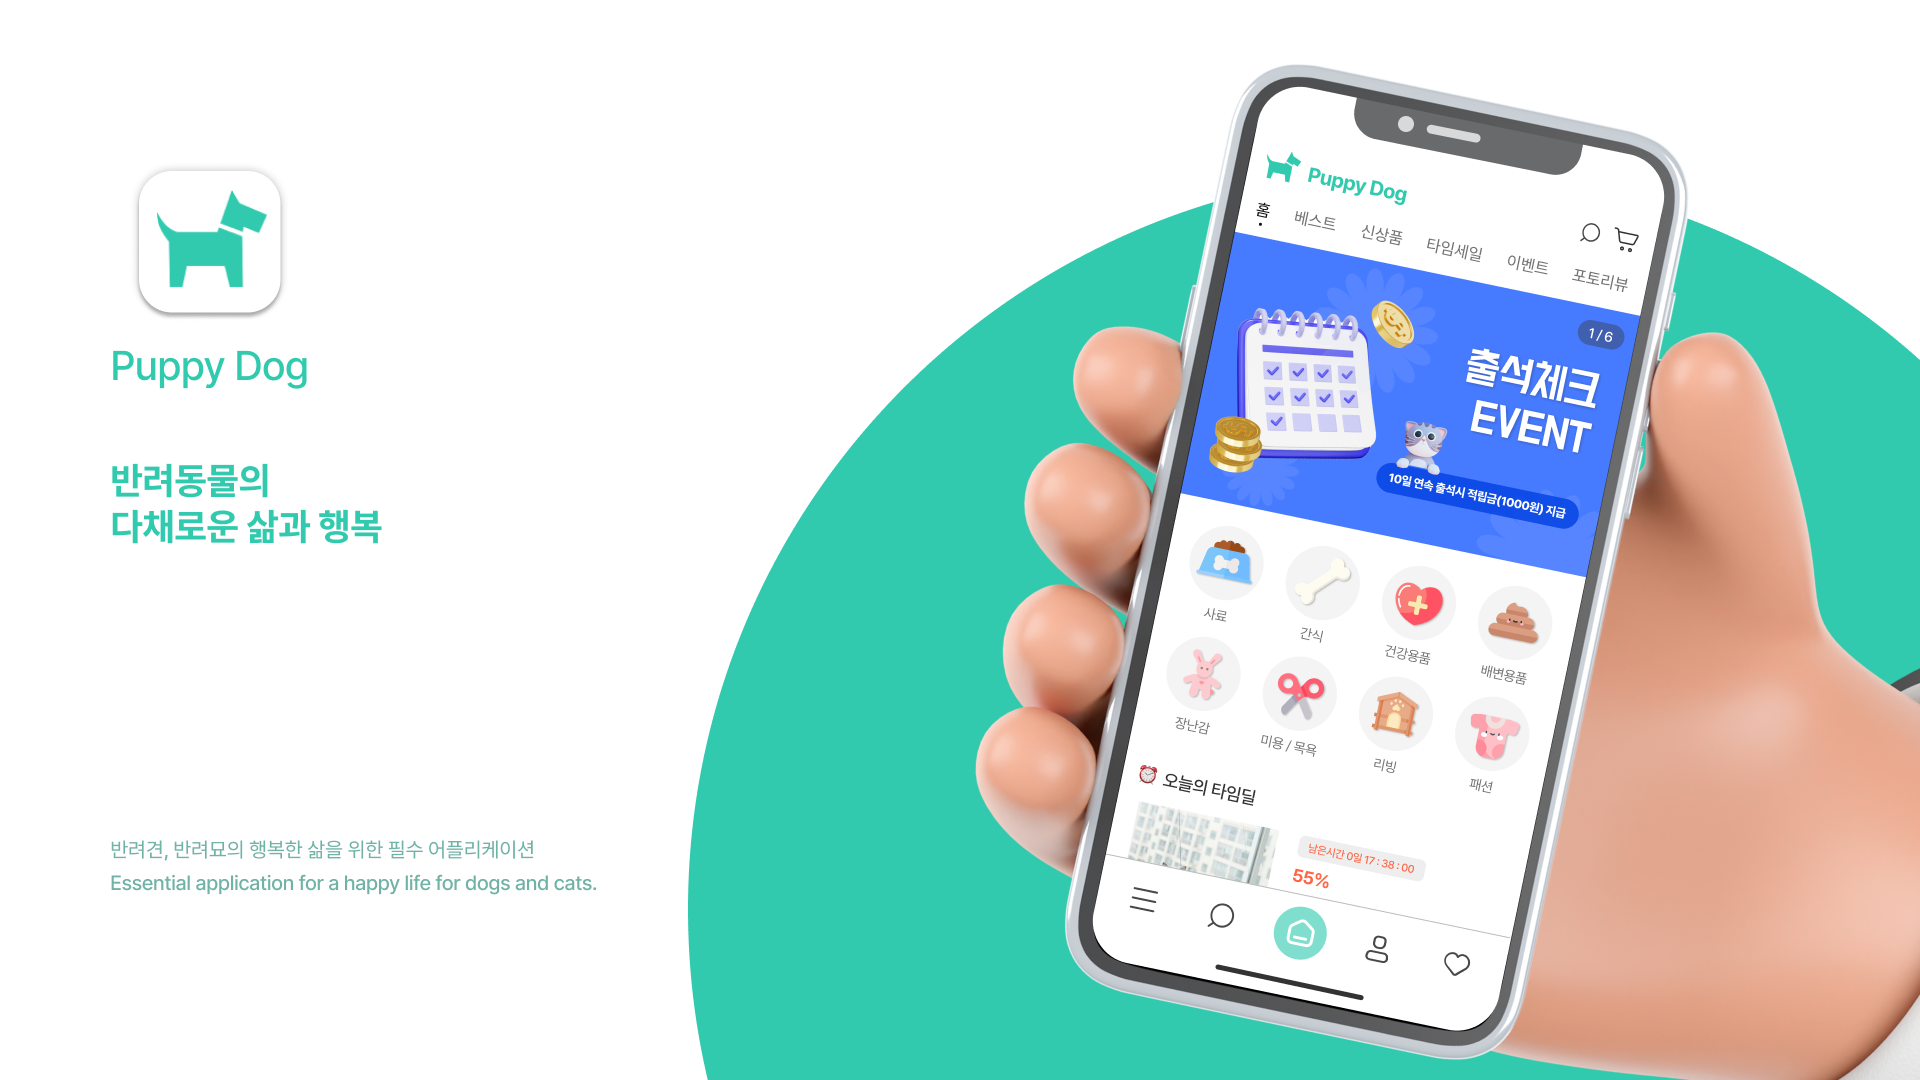 Puppy Dog
반려동물의
다채로운 삶과 행복
반려견, 반려묘의 행복한 삶을 위한 필수 어플리케이션
Essential application for a happy life for dogs and cats.
Puppy Dog
홈 베스트 신상품 타임세일 이벤트 포토리뷰
1 / 6
출석체크
EVENT
10일 연속 출석시 적립금(1000원) 지급
사료 간식 건강용품 배변용품
장난감 미용 / 목욕 리빙 패션
오늘의 타임딜
남은시간 0일 17 : 38 : 00
55%